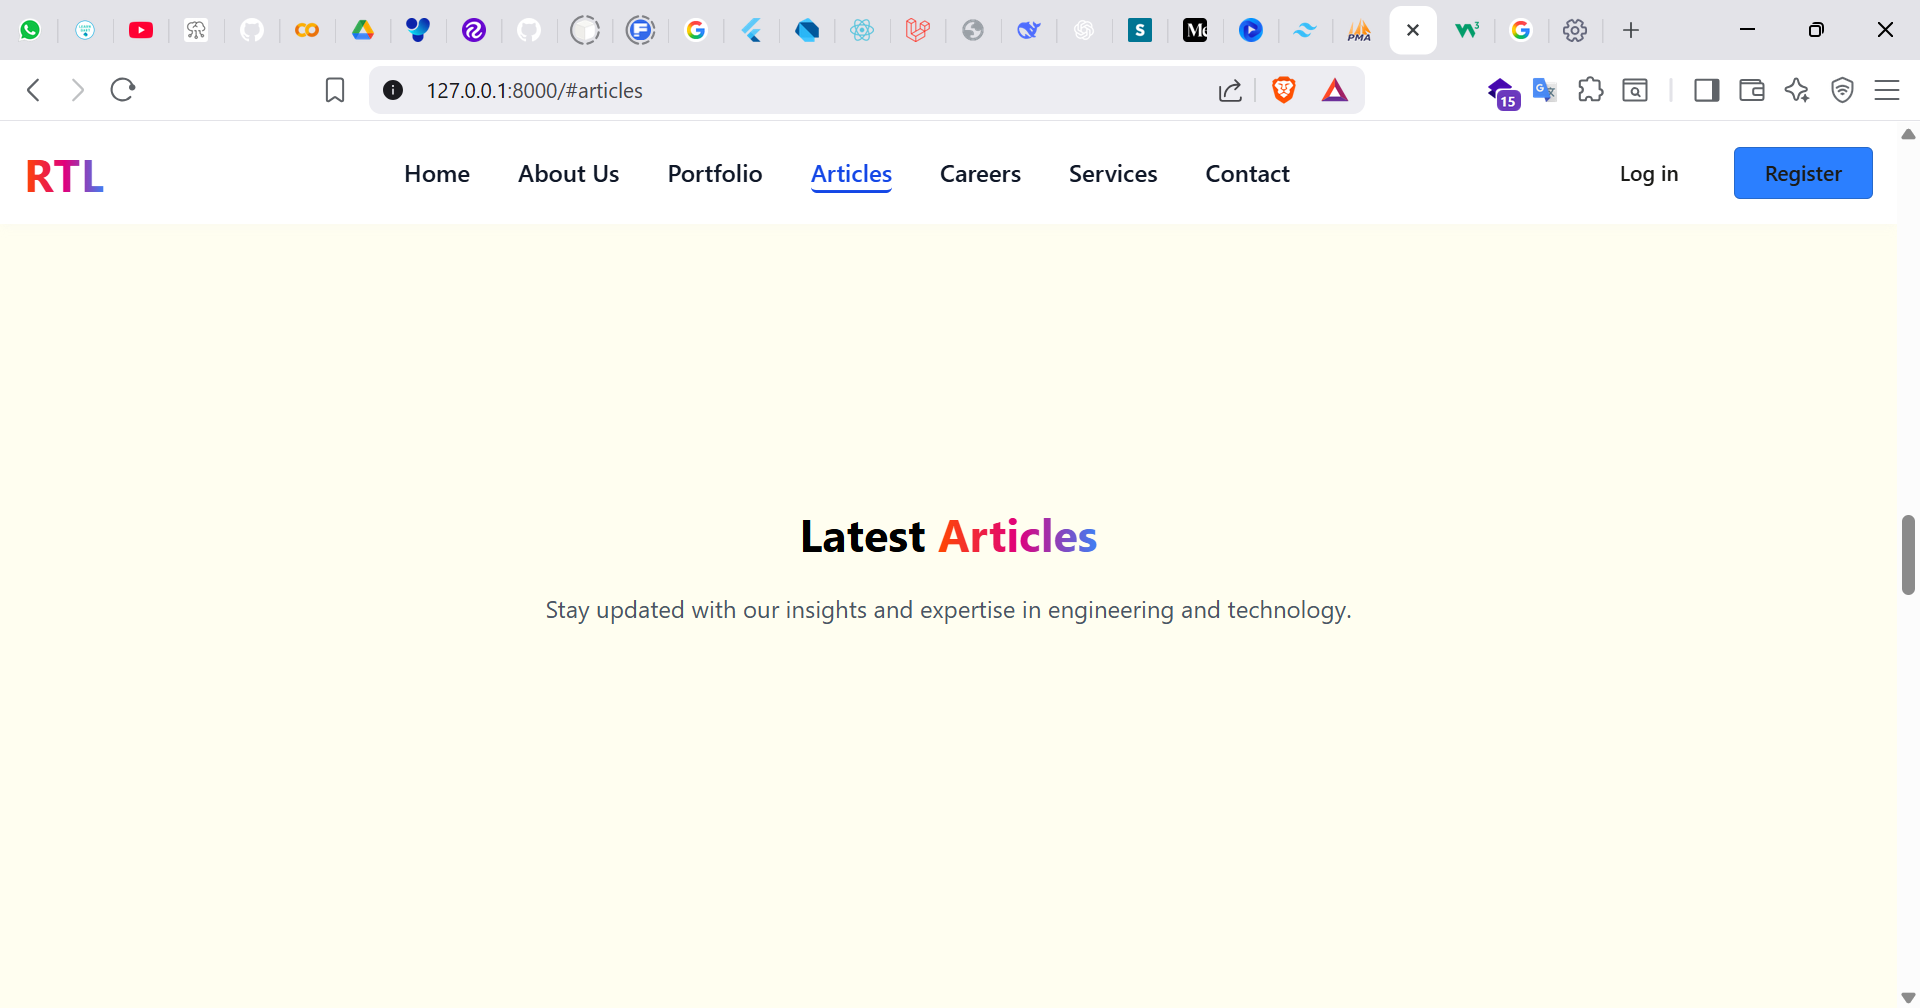 PMA
127.0.0.1:8000/#articles
15
RTL
Home
About Us
Portfolio
Articles
Careers
Services
Contact
Log in
Register
Latest Articles
Stay updated with our insights and expertise in engineering and technology.